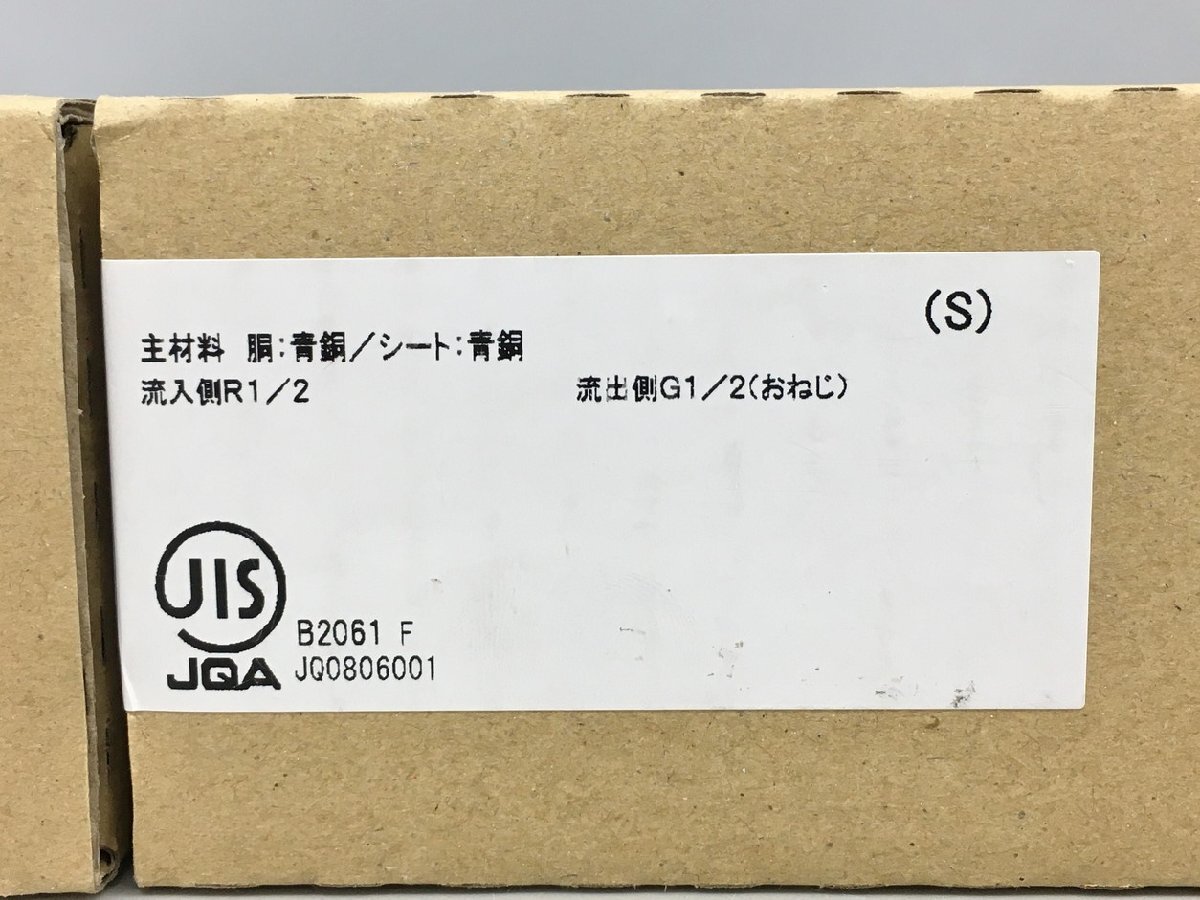 (S)
主材料 胴:青銅/シート:青銅
流入側R1/2 流出側G1/2(おねじ)
JIS
B2061 F
JQA JQ0806001